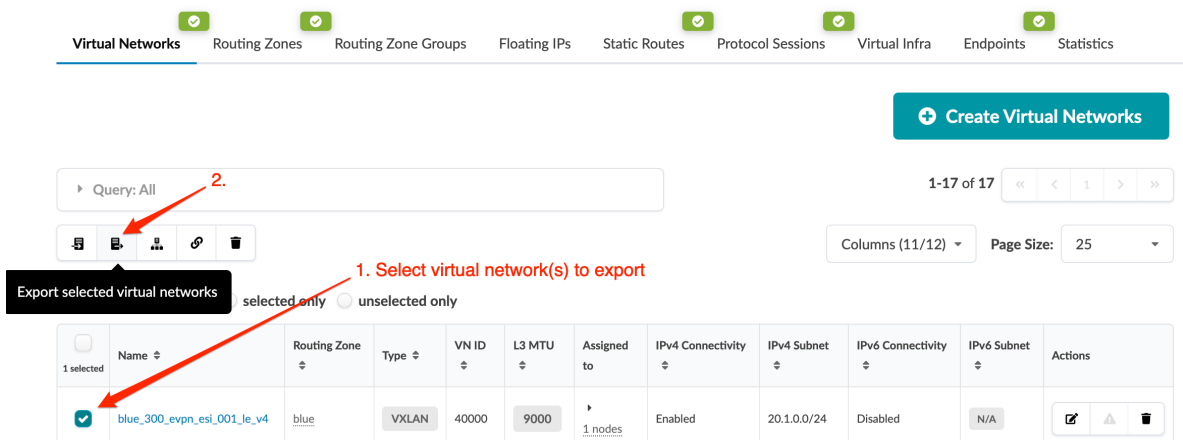 Virtual Networks Routing Zones Routing Zone Groups Floating IPs Static Routes Protocol Sessions Virtual Infra Endpoints Statistics
Create Virtual Networks
Query: All
2.
1-17 of 17
« < 1 > »
Columns (11/12)
Page Size: 25
Export selected virtual networks
1. Select virtual network(s) to export
selected only unselected only
1 selected
Name
Routing Zone
Type
VN ID
L3 MTU
Assigned
to
IPv4 Connectivity
IPv4 Subnet
IPv6 Connectivity
IPv6 Subnet
Actions
blue_300_evpn_esi_001_le_v4
blue
VXLAN
40000
9000
1 nodes
Enabled
20.1.0.0/24
Disabled
N/A